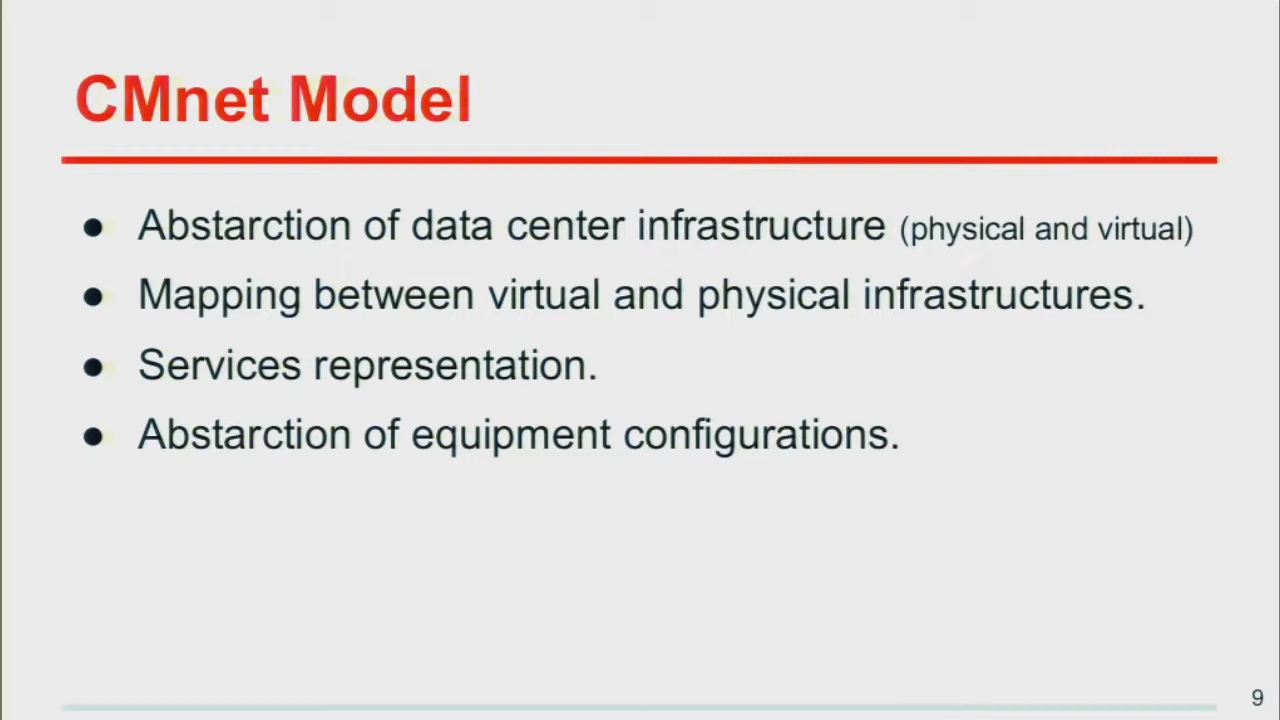 CMnet Model
● Abstarction of data center infrastructure (physical and virtual)
● Mapping between virtual and physical infrastructures.
● Services representation.
● Abstarction of equipment configurations.
9